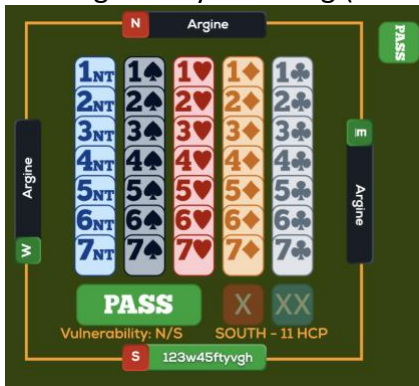 N Argine
PASS
1NT 1♠ 1♥ 1♦ 1♣
2NT 2♠ 2♥ 2♦ 2♣
3NT 3♠ 3♥ 3♦ 3♣
4NT 4♠ 4♥ 4♦ 4♣
5NT 5♠ 5♥ 5♦ 5♣
6NT 6♠ 6♥ 6♦ 6♣
7NT 7♠ 7♥ 7♦ 7♣
Argine W
E Argine
PASS X XX
Vulnerability: N/S SOUTH - 11 HCP
S 123w45ftyvgh